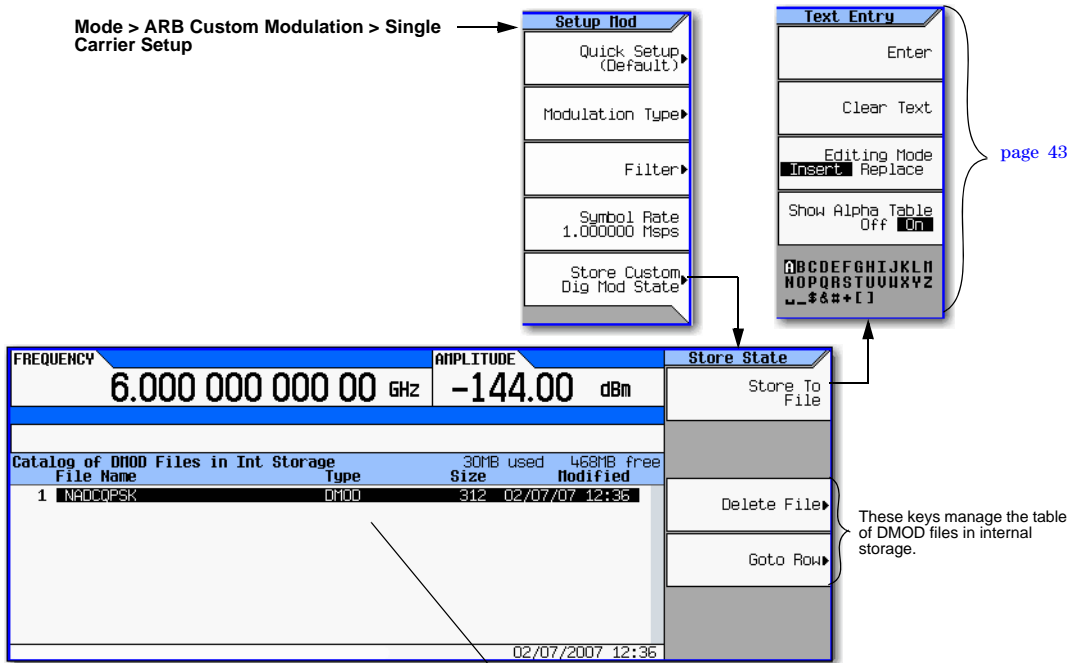 Mode > ARB Custom Modulation > Single
Carrier Setup
Setup Mod
Quick Setup
(Default)
Modulation Type
Filter
Symbol Rate
1.000000 Msps
Store Custom
Dig Mod State
Text Entry
Enter
Clear Text
Editing Mode
Insert Replace
Show Alpha Table
Off On
ABCDEFGHIJKLM
NOPQRSTUVWXYZ
␣_$&#+[]
page 43
FREQUENCY
6.000 000 000 00 GHz
AMPLITUDE
-144.00 dBm
Catalog of DMOD Files in Int Storage 30MB used 468MB free
File Name Type Size Modified
1 NADCQPSK DMOD 312 02/07/07 12:36
02/07/2007 12:36
Store State
Store To
File
Delete File
Goto Row
These keys manage the table
of DMOD files in internal
storage.